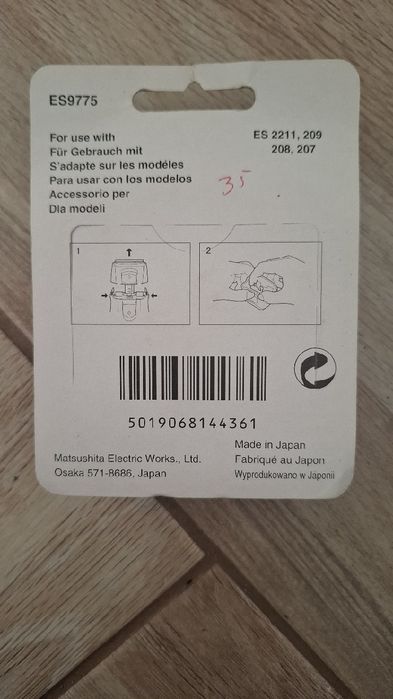 ES9775
For use with
Für Gebrauch mit
S'adapte sur les modèles
Para usar con los modelos
Accessorio per
Dla modeli
ES 2211, 209
208, 207
35
1
2
5019068144361
Matsushita Electric Works., Ltd.
Osaka 571-8686, Japan
Made in Japan
Fabriqué au Japon
Wyprodukowano w Japonii